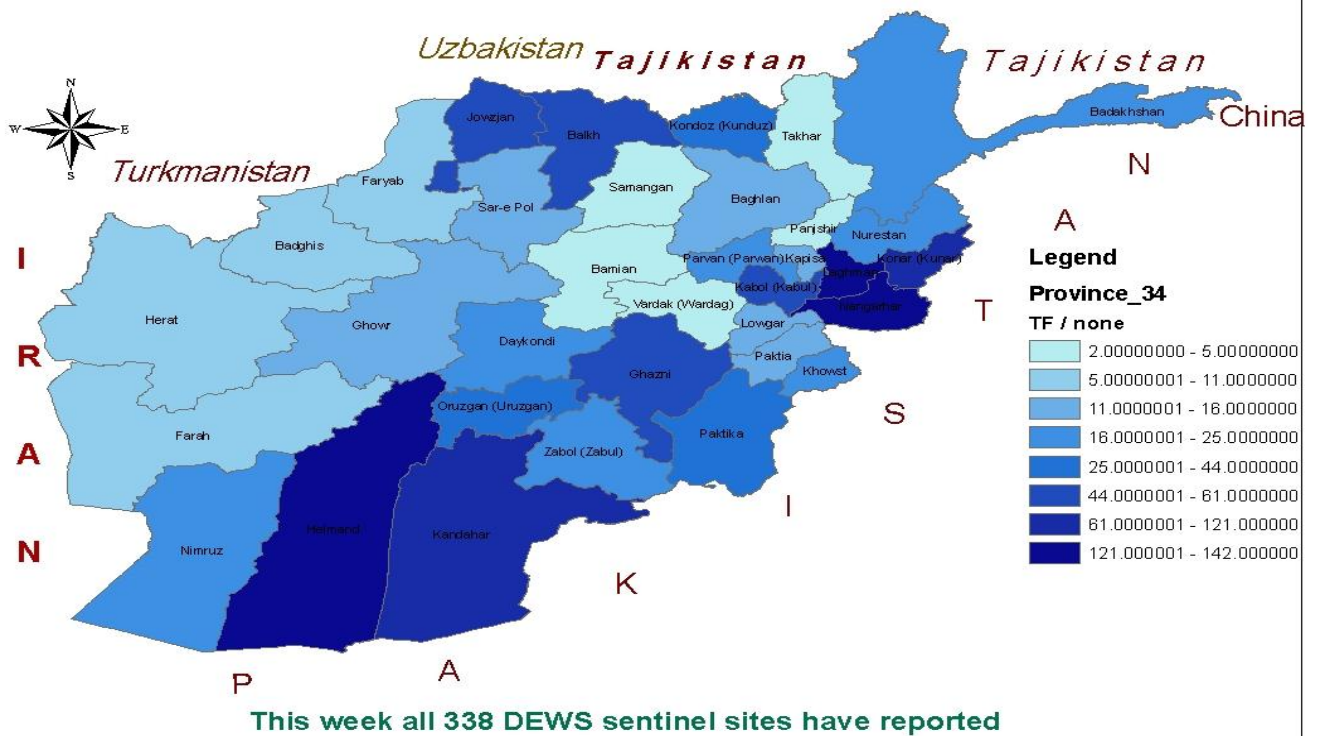 Uzbakistan
Tajikistan
Tajikistan
China
Turkmanistan
N
W E
S
I
R
A
N
P
A
K
I
S
T
A
N
Jowzjan
Balkh
Kondoz (Kunduz)
Takhar
Badakhshan
Faryab
Sar-e Pol
Samangan
Baghlan
Panjshir
Nurestan
Badghis
Bamian
Parvan (Parwan)
Kapisa
Laghman
Konar (Kunar)
Kabol (Kabul)
Nangarhar
Herat
Ghowr
Vardak (Wardag)
Lowgar
Daykondi
Paktia
Khowst
Ghazni
Oruzgan (Uruzgan)
Farah
Paktika
Zabol (Zabul)
Nimruz
Helmand
Kandahar
Legend
Province_34
TF / none
2.00000000 - 5.00000000
5.00000001 - 11.0000000
11.0000001 - 16.0000000
16.0000001 - 25.0000000
25.0000001 - 44.0000000
44.0000001 - 61.0000000
61.0000001 - 121.000000
121.000001 - 142.000000
This week all 338 DEWS sentinel sites have reported